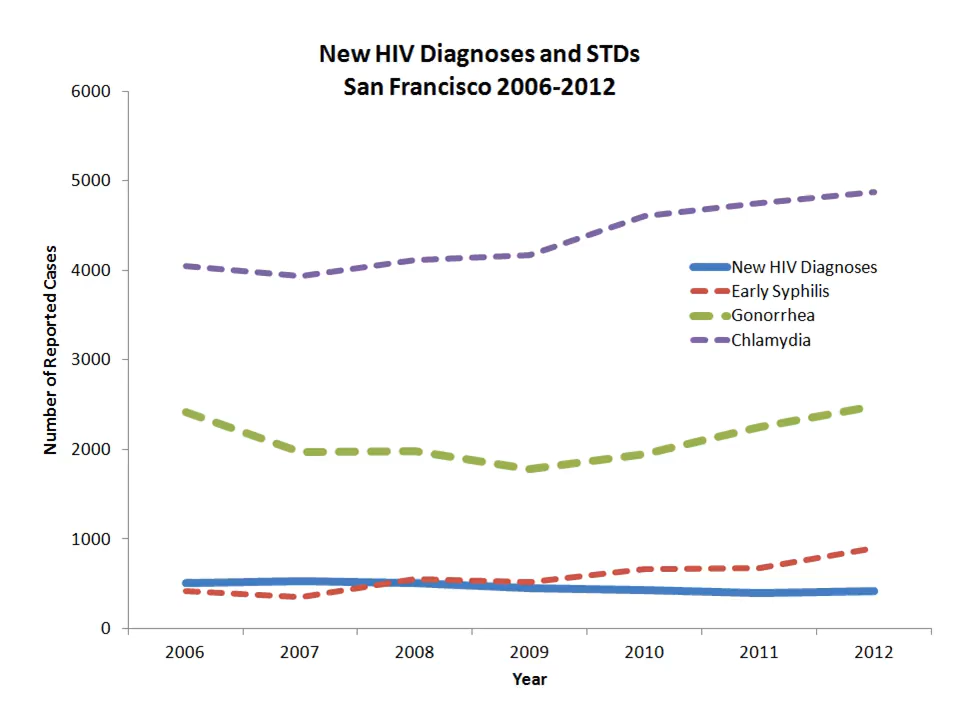 New HIV Diagnoses and STDs
San Francisco 2006-2012
6000
5000
4000
3000
2000
1000
0
Number of Reported Cases
New HIV Diagnoses
Early Syphilis
Gonorrhea
Chlamydia
2006 2007 2008 2009 2010 2011 2012
Year